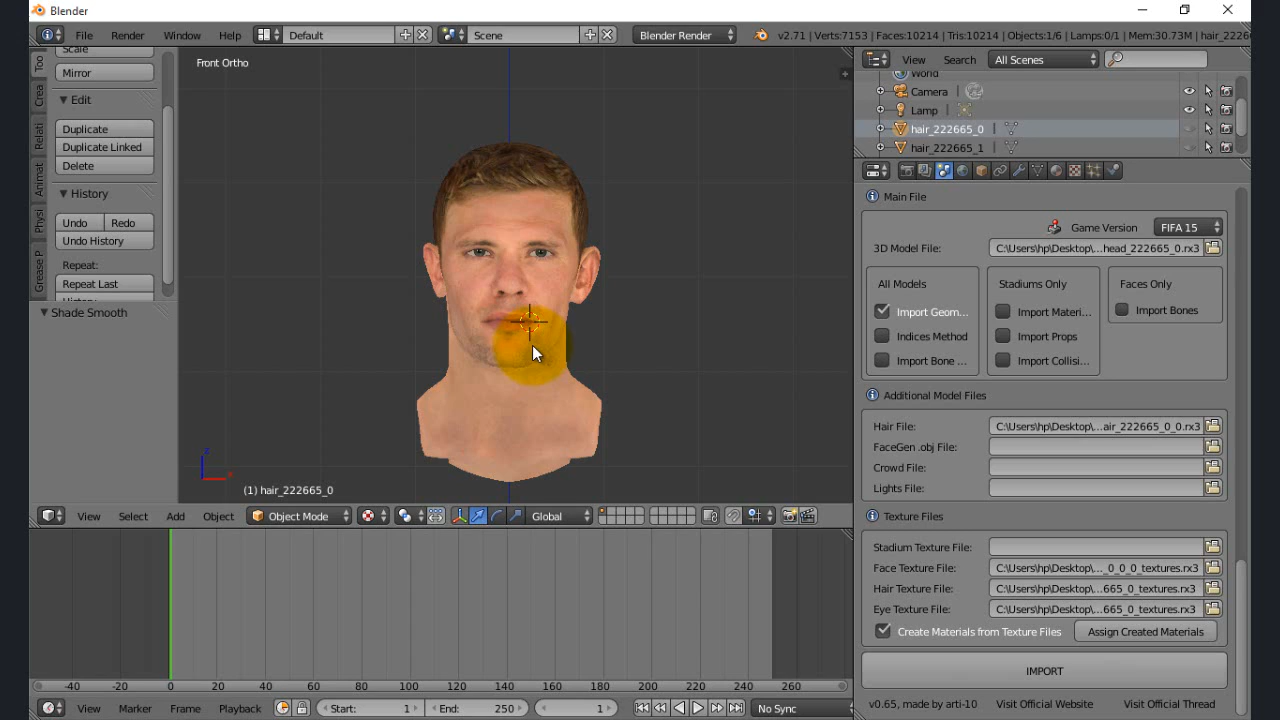 Blender
File Render Window Help Default Scene Blender Render v2.71 | Verts:7153 | Faces:10214 | Tris:10214 | Objects:1/6 | Lamps:0/1 | Mem:30.73M | hair_2226
Scale
Mirror
Edit
Duplicate
Duplicate Linked
Delete
History
Undo Redo
Undo History
Repeat:
Repeat Last
Shade Smooth
Too
Crea
Relati
Animat
Physi
Grease P
Front Ortho
(1) hair_222665_0
View Select Add Object Object Mode Global
-40 -20 0 20 40 60 80 100 120 140 160 180 200 220 240 260
View Marker Frame Playback Start: 1 End: 250 1 No Sync
View Search All Scenes
World
Camera
Lamp
hair_222665_0
hair_222665_1
Main File
Game Version FIFA 15
3D Model File: C:\Users\hp\Desktop\...head_222665_0.rx3
All Models Stadiums Only Faces Only
Import Geom... Import Materi... Import Bones
Indices Method Import Props
Import Bone ... Import Collisi...
Additional Model Files
Hair File: C:\Users\hp\Desktop\...air_222665_0_0.rx3
FaceGen .obj File:
Crowd File:
Lights File:
Texture Files
Stadium Texture File:
Face Texture File: C:\Users\hp\Desktop\..._0_0_0_textures.rx3
Hair Texture File: C:\Users\hp\Desktop\...665_0_textures.rx3
Eye Texture File: C:\Users\hp\Desktop\...665_0_textures.rx3
Create Materials from Texture Files Assign Created Materials
IMPORT
v0.65, made by arti-10 Visit Official Website Visit Official Thread